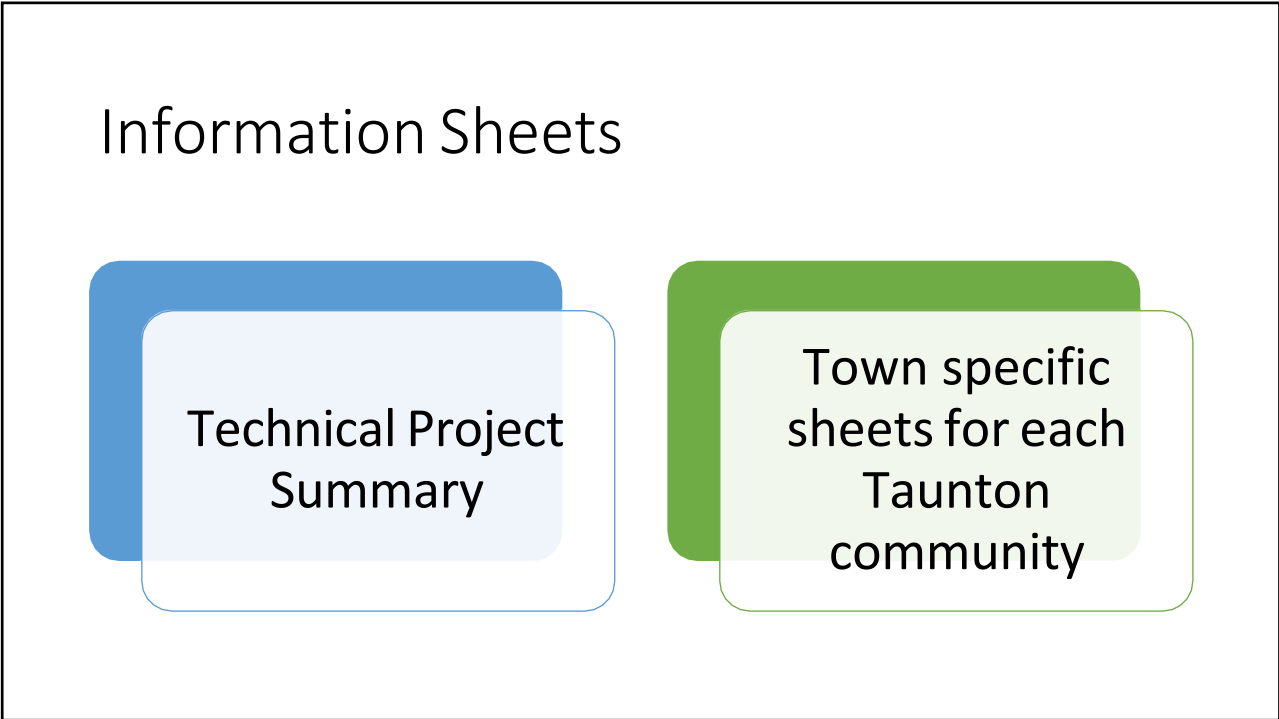 Information Sheets
Technical Project
Summary
Town specific
sheets for each
Taunton
community